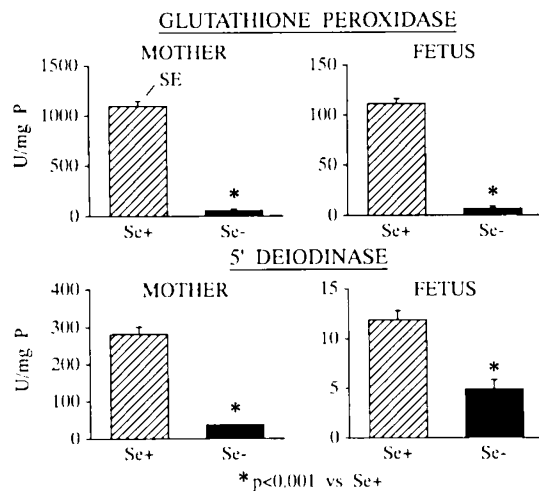 GLUTATHIONE PEROXIDASE
MOTHER FETUS
1500 150
SE
1000 100
U/mg P
500 50
* *
0 0
Se+ Se- Se+ Se-
5' DEIODINASE
MOTHER FETUS
400 15
300
10
U/mg P
200
5
100
* *
0 0
Se+ Se- Se+ Se-
* p<0.001 vs Se+